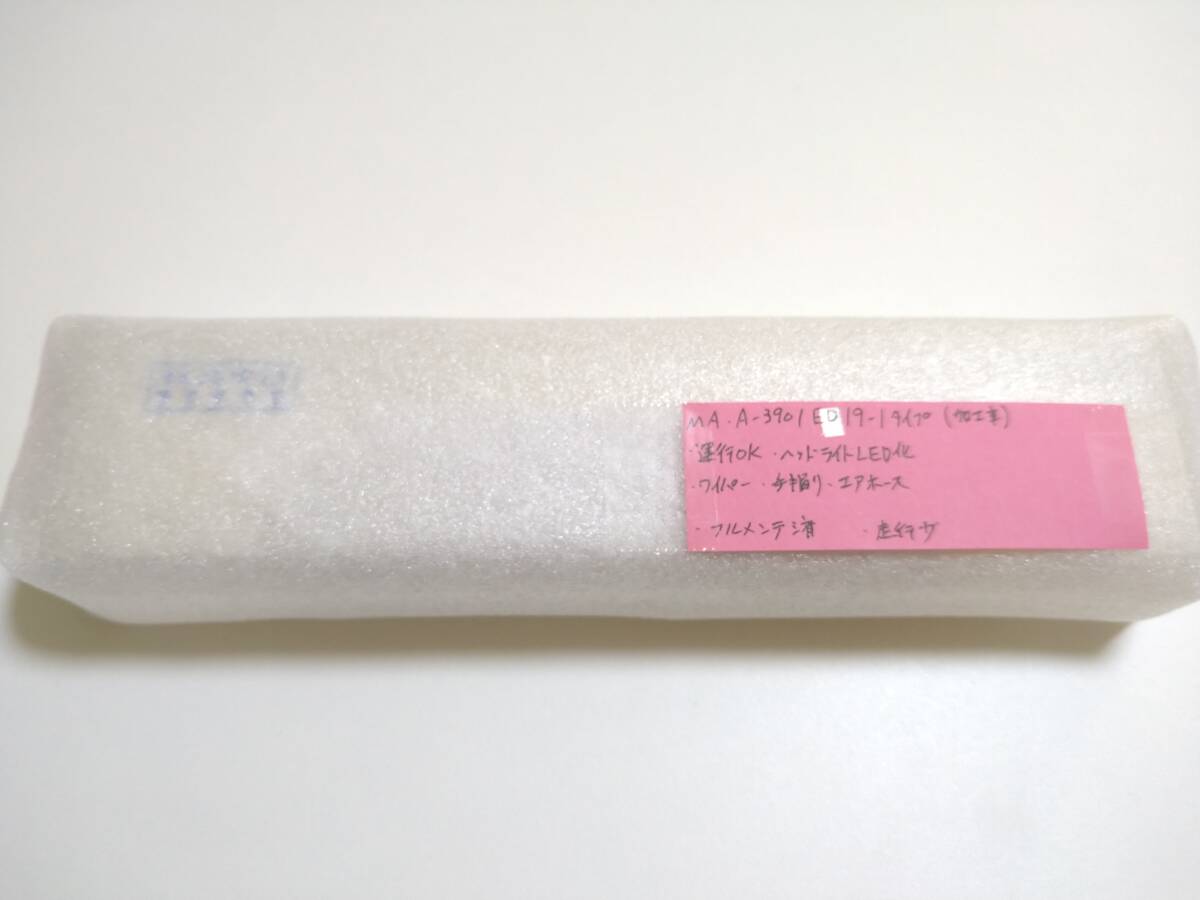 MA.A-3901 ED19-1タイプ (加工車)
・運行OK ・ヘッドライトLED化
・ワイパー・手摺り・エアホース
・フルメンテ済 ・走行少